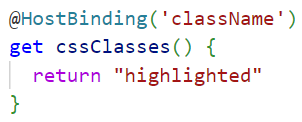 @HostBinding('className')
get cssClasses() {
  return "highlighted"
}